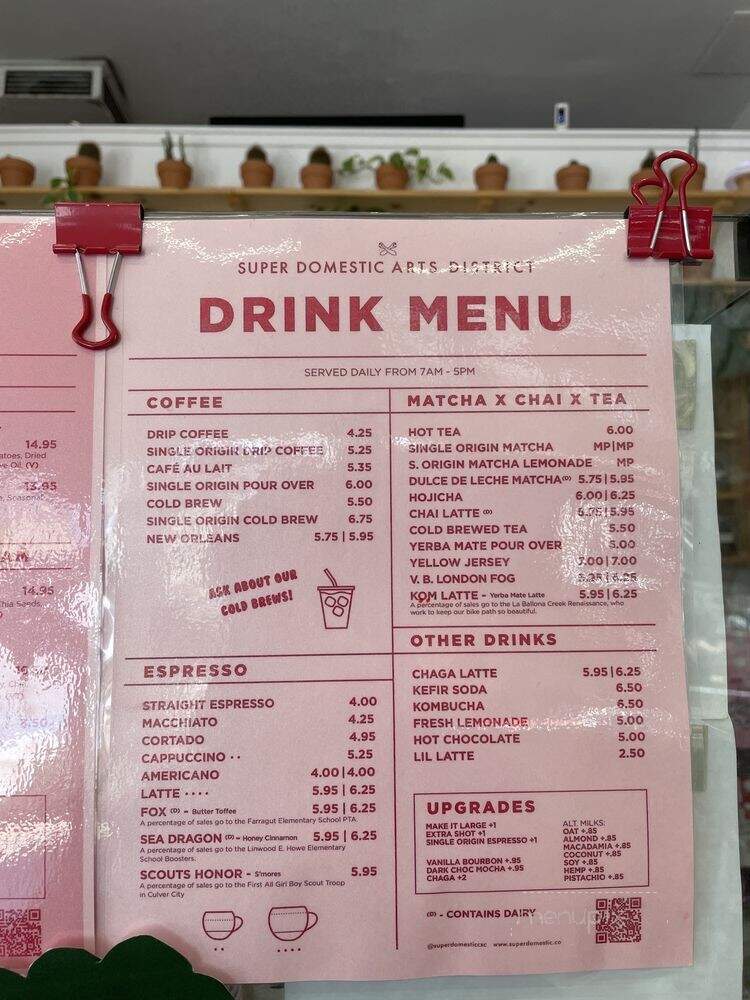 SUPER DOMESTIC ARTS DISTRICT
DRINK MENU
SERVED DAILY FROM 7AM - 5PM
COFFEE
DRIP COFFEE 4.25
SINGLE ORIGIN DRIP COFFEE 5.25
CAFÉ AU LAIT 5.35
SINGLE ORIGIN POUR OVER 6.00
COLD BREW 5.50
SINGLE ORIGIN COLD BREW 6.75
NEW ORLEANS 5.75 | 5.95
ASK ABOUT OUR
COLD BREWS!
ESPRESSO
STRAIGHT ESPRESSO 4.00
MACCHIATO 4.25
CORTADO 4.95
CAPPUCCINO •• 5.25
AMERICANO 4.00 | 4.00
LATTE •••• 5.95 | 6.25
FOX (D) - Butter Toffee 5.95 | 6.25
A percentage of sales go to the Farragut Elementary School PTA.
SEA DRAGON (D) - Honey Cinnamon 5.95 | 6.25
A percentage of sales go to the Linwood E. Howe Elementary
School Boosters.
SCOUTS HONOR - S'mores 5.95
A percentage of sales go to the First All Girl Boy Scout Troop
in Culver City
MATCHA X CHAI X TEA
HOT TEA 6.00
SINGLE ORIGIN MATCHA MP|MP
S. ORIGIN MATCHA LEMONADE MP
DULCE DE LECHE MATCHA (D) 5.75 | 5.95
HOJICHA 6.00 | 6.25
CHAI LATTE (D) 5.75 | 5.95
COLD BREWED TEA 5.50
YERBA MATE POUR OVER 5.00
YELLOW JERSEY 7.00 | 7.00
V. B. LONDON FOG
KOM LATTE - Yerba Mate Latte 5.95 | 6.25
A percentage of sales go to the La Ballona Creek Renaissance, who
work to keep our bike path so beautiful.
OTHER DRINKS
CHAGA LATTE 5.95 | 6.25
KEFIR SODA 6.50
KOMBUCHA 6.50
FRESH LEMONADE 5.00
HOT CHOCOLATE 5.00
LIL LATTE 2.50
UPGRADES
MAKE IT LARGE +1
EXTRA SHOT +1
SINGLE ORIGIN ESPRESSO +1
VANILLA BOURBON +.95
DARK CHOC MOCHA +.95
CHAGA +2
ALT. MILKS:
OAT +.85
ALMOND +.85
MACADAMIA +.85
COCONUT +.85
SOY +.85
HEMP +.85
PISTACHIO +.85
(D) - CONTAINS DAIRY
@superdomesticcsc www.superdomestic.co
14.95
13.95
14.95